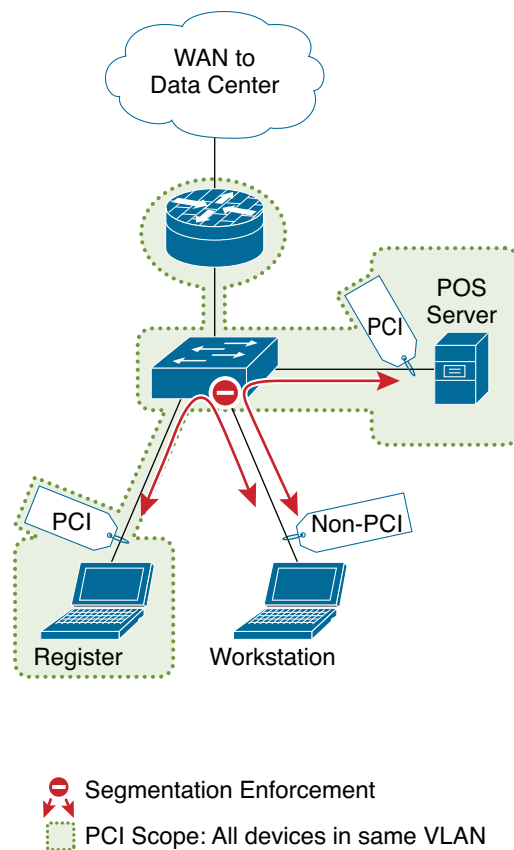 WAN to
Data Center
POS
Server
PCI
PCI
Non-PCI
Register
Workstation
Segmentation Enforcement
PCI Scope: All devices in same VLAN